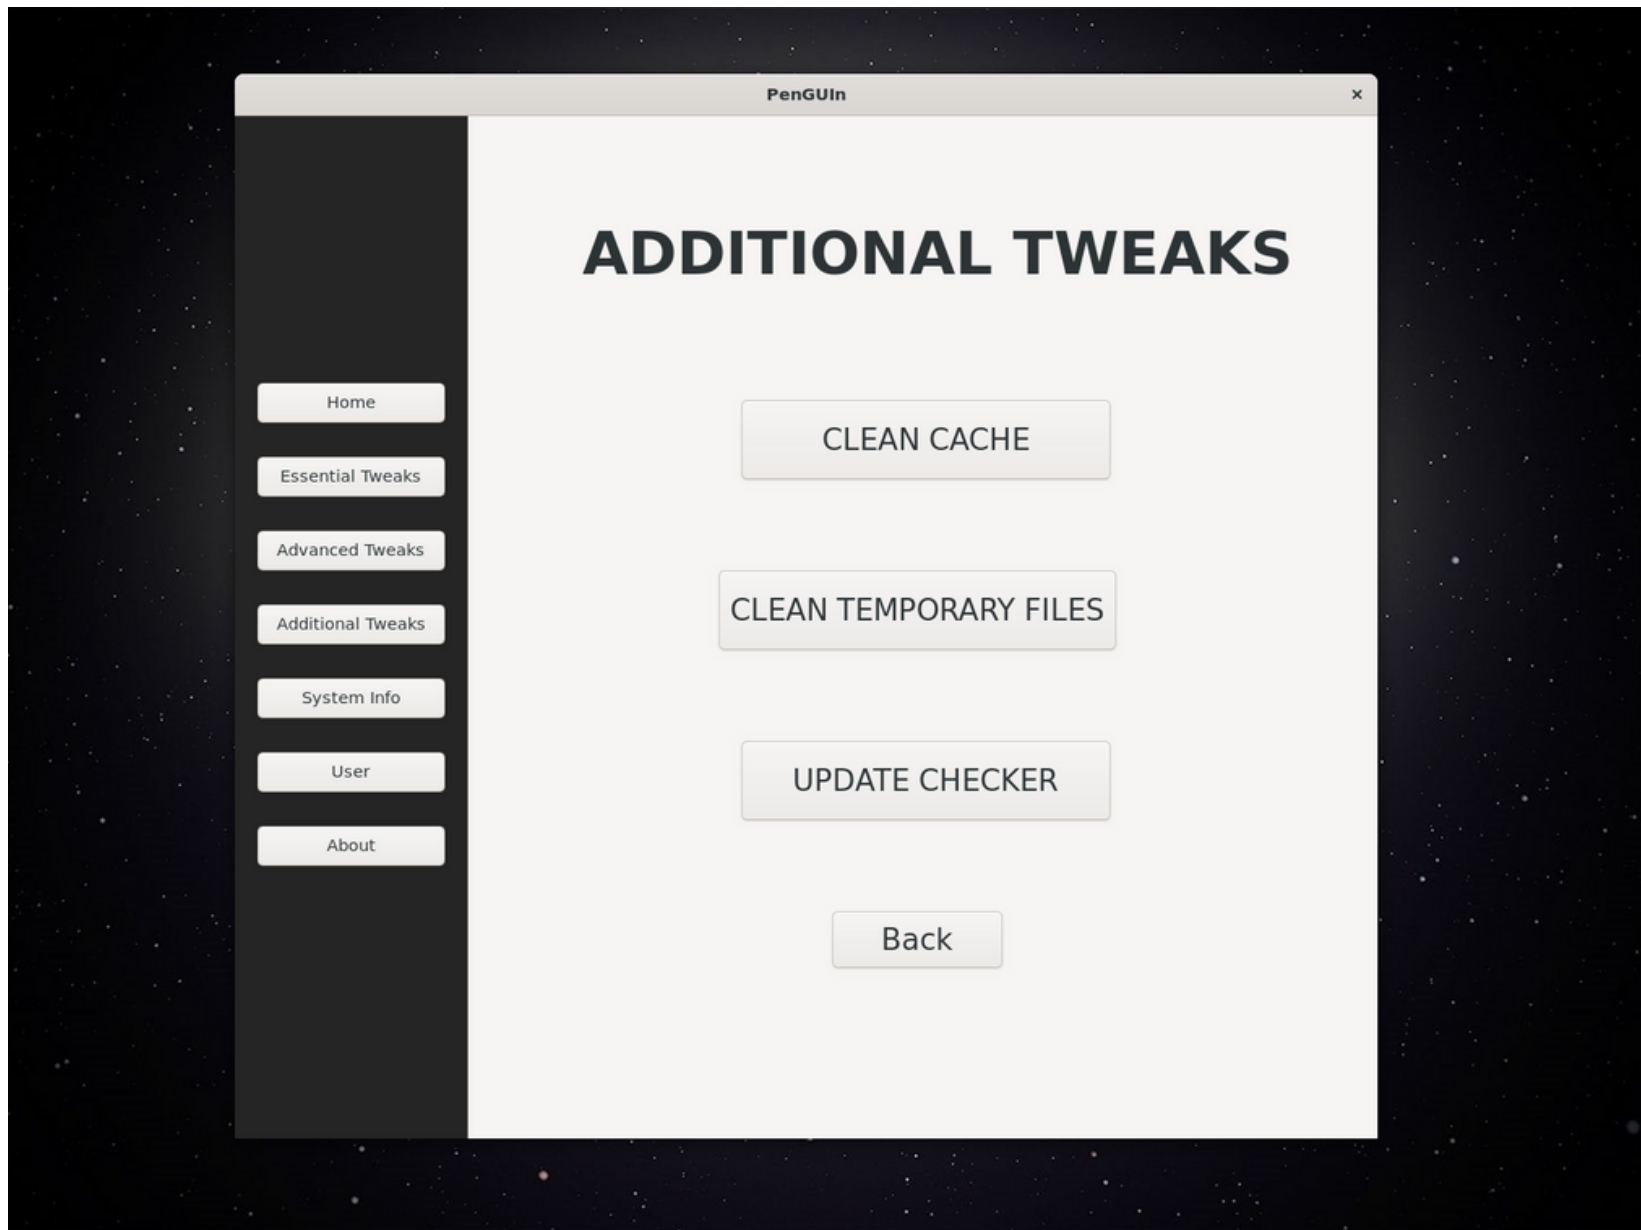 PenGUIn
×
ADDITIONAL TWEAKS
Home
Essential Tweaks
Advanced Tweaks
Additional Tweaks
System Info
User
About
CLEAN CACHE
CLEAN TEMPORARY FILES
UPDATE CHECKER
Back